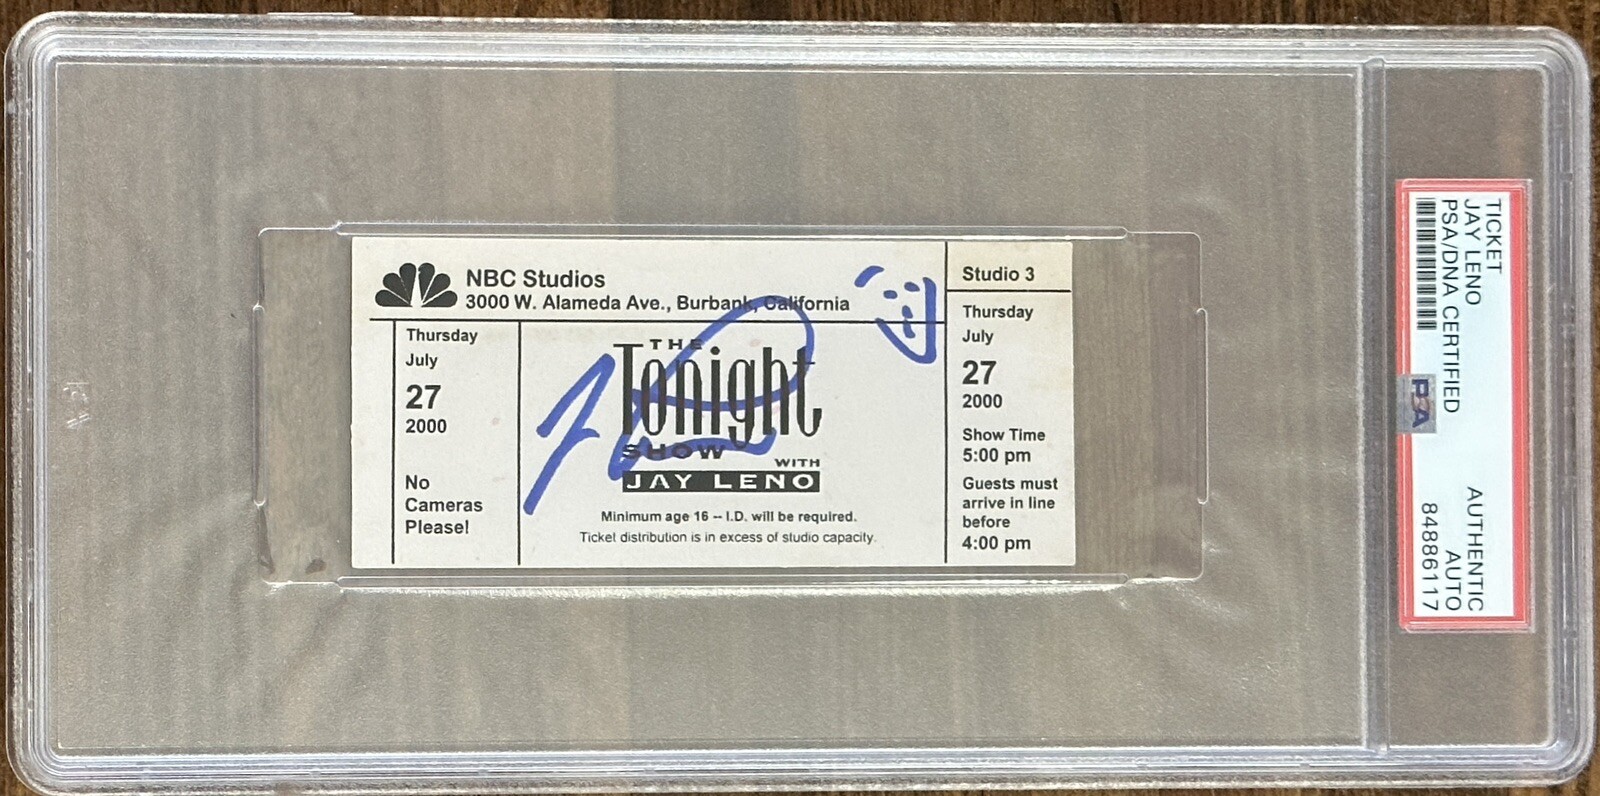 NBC Studios
3000 W. Alameda Ave., Burbank, California
Thursday
July
27
2000
No
Cameras
Please!
THE
Tonight
SHOW
WITH
JAY LENO
Minimum age 16 -- I.D. will be required.
Ticket distribution is in excess of studio capacity.
Studio 3
Thursday
July
27
2000
Show Time
5:00 pm
Guests must
arrive in line
before
4:00 pm
TICKET
JAY LENO
PSA/DNA CERTIFIED
PSA
AUTHENTIC
AUTO
84886117